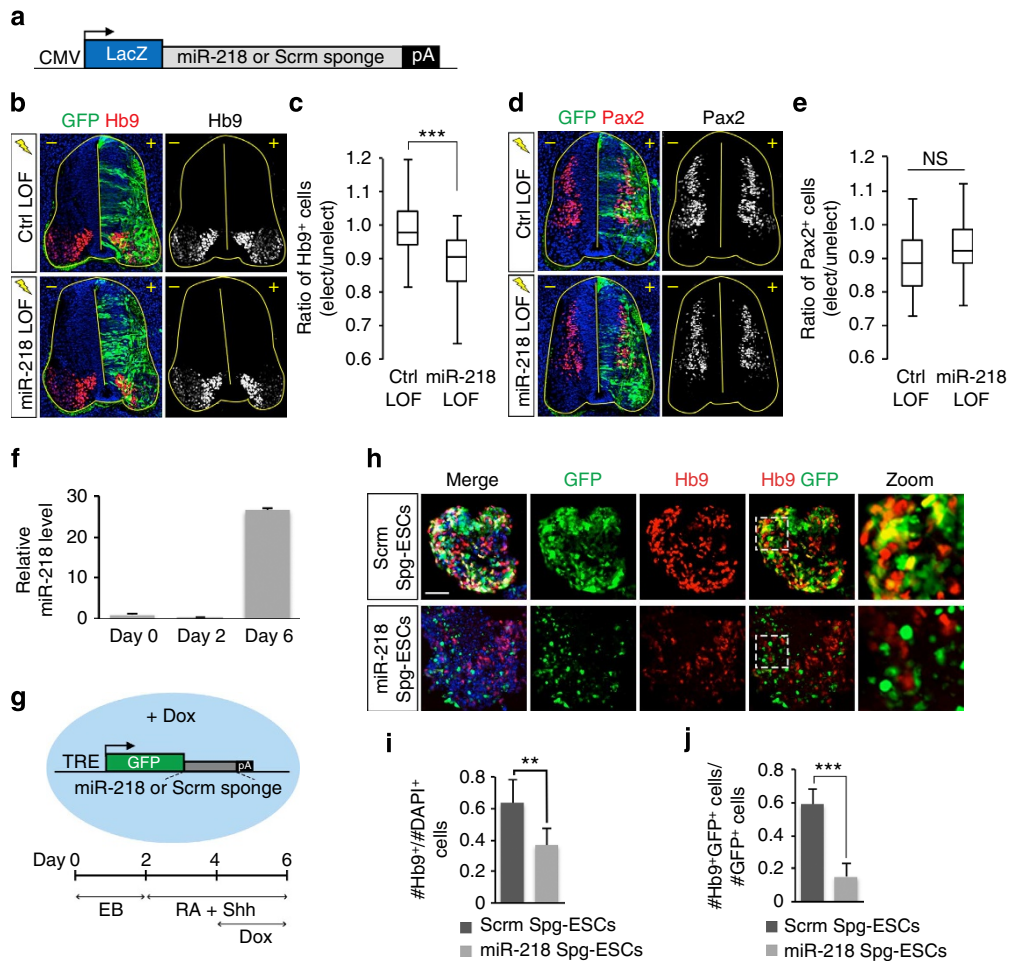 a
CMV
LacZ
miR-218 or Scrm sponge
pA
b
GFP Hb9
Hb9
Ctrl LOF
miR-218 LOF
− +
− +
− +
− +
c
***
Ratio of Hb9+ cells
(elect/unelect)
1.2
1.1
1.0
0.9
0.8
0.7
0.6
Ctrl
LOF
miR-218
LOF
d
GFP Pax2
Pax2
Ctrl LOF
miR-218 LOF
− +
− +
− +
− +
e
NS
Ratio of Pax2+ cells
(elect/unelect)
1.2
1.1
1.0
0.9
0.8
0.7
0.6
Ctrl
LOF
miR-218
LOF
f
Relative
miR-218 level
30
20
10
0
Day 0 Day 2 Day 6
g
+ Dox
TRE
GFP
pA
miR-218 or Scrm sponge
Day 0 2 4 6
EB
RA + Shh
Dox
h
Merge GFP Hb9 Hb9 GFP Zoom
Scrm
Spg-ESCs
miR-218
Spg-ESCs
i
**
#Hb9+/#DAPI+
cells
0.8
0.6
0.4
0.2
0
Scrm Spg-ESCs
miR-218 Spg-ESCs
j
***
#Hb9+GFP+ cells/
#GFP+ cells
0.8
0.6
0.4
0.2
0
Scrm Spg-ESCs
miR-218 Spg-ESCs